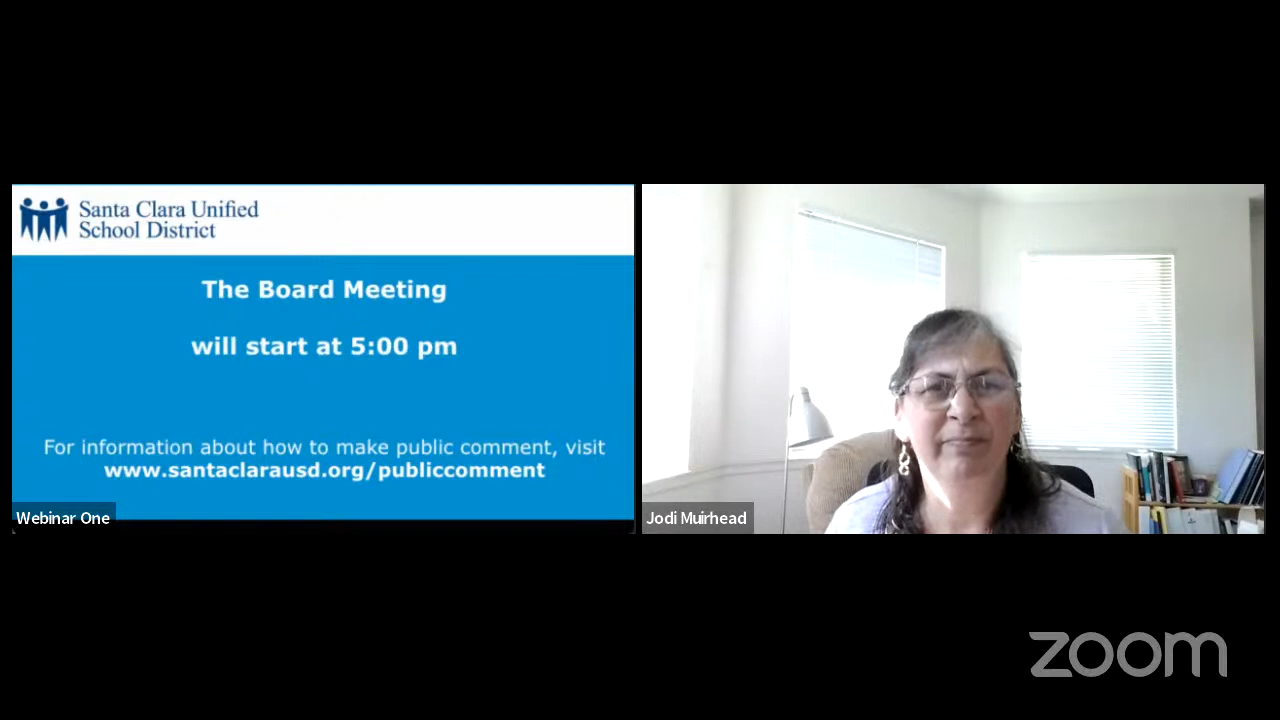 Santa Clara Unified
School District
The Board Meeting
will start at 5:00 pm
For information about how to make public comment, visit
www.santaclarausd.org/publiccomment
Webinar One
Jodi Muirhead
zoom